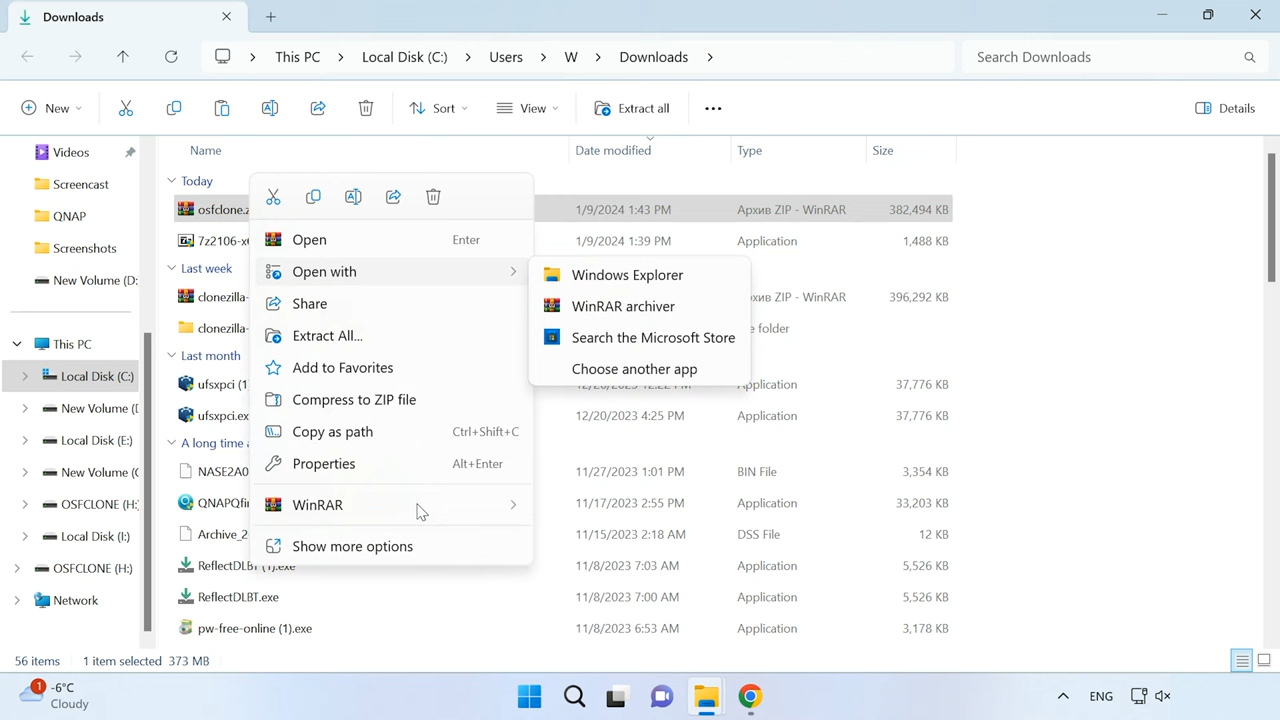 Downloads
This PC
Local Disk (C:)
Users
W
Downloads
Search Downloads
New
Sort
View
Extract all
Details
Videos
Screencast
QNAP
Screenshots
New Volume (D:
This PC
Local Disk (C:)
New Volume (D
Local Disk (E:)
New Volume (
OSFCLONE (
Local Disk (I:)
OSFCLONE (H:)
Network
Name
Date modified
Type
Size
Today
osfclone.z
1/9/2024 1:43 PM
Архив ZIP - WinRAR
382,494 KB
7z2106-x6
1/9/2024 1:39 PM
Application
1,488 KB
Last week
clonezilla-
хив ZIP - WinRAR
396,292 KB
clonezilla-
e folder
Last month
ufsxpci (1
Application
37,776 KB
ufsxpci.ex
12/20/2023 4:25 PM
Application
37,776 KB
A long time a
NASE2A0
11/27/2023 1:01 PM
BIN File
3,354 KB
QNAPQfi
11/17/2023 2:55 PM
Application
33,203 KB
Archive_2
11/15/2023 2:18 AM
DSS File
12 KB
ReflectDLBT (1).exe
11/8/2023 7:03 AM
Application
5,526 KB
ReflectDLBT.exe
11/8/2023 7:00 AM
Application
5,526 KB
pw-free-online (1).exe
11/8/2023 6:53 AM
Application
3,178 KB
Open
Enter
Open with
Share
Extract All...
Add to Favorites
Compress to ZIP file
Copy as path
Ctrl+Shift+C
Properties
Alt+Enter
WinRAR
Show more options
Windows Explorer
WinRAR archiver
Search the Microsoft Store
Choose another app
56 items
1 item selected 373 MB
1
-6°C
Cloudy
ENG